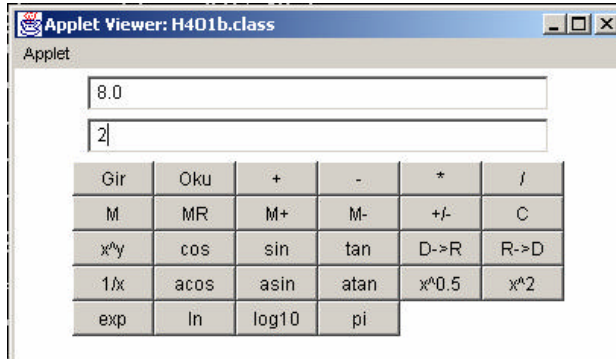 Applet Viewer: H4O1b.class
Applet
8.0
2
Gir Oku + - * /
M MR M+ M- +/- C
x^y cos sin tan D->R R->D
1/x acos asin atan x^0.5 x^2
exp ln log10 pi